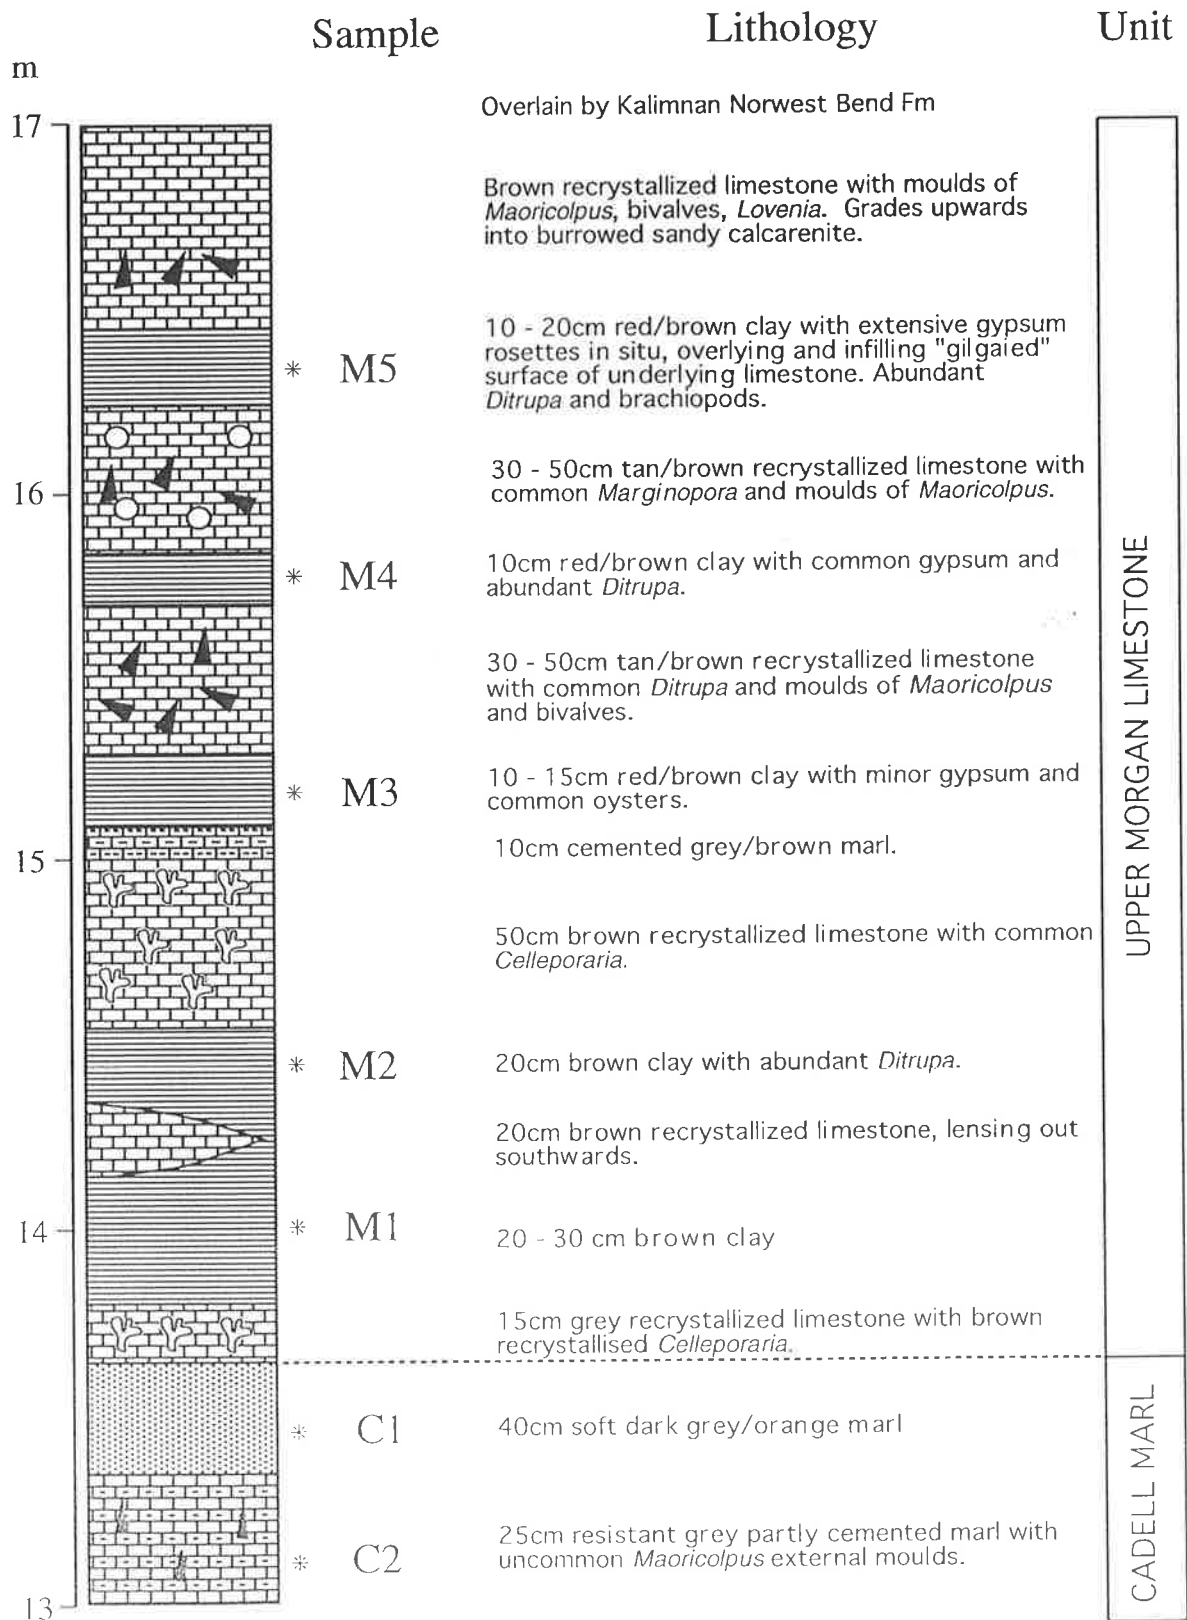 Sample Lithology Unit
m
Overlain by Kalimnan Norwest Bend Fm
17
Brown recrystallized limestone with moulds of
Maoricolpus, bivalves, Lovenia. Grades upwards
into burrowed sandy calcarenite.
10 - 20cm red/brown clay with extensive gypsum
rosettes in situ, overlying and infilling "gilgaied"
surface of underlying limestone. Abundant
Ditrupa and brachiopods.
M5
30 - 50cm tan/brown recrystallized limestone with
common Marginopora and moulds of Maoricolpus.
16
10cm red/brown clay with common gypsum and
abundant Ditrupa.
M4
30 - 50cm tan/brown recrystallized limestone
with common Ditrupa and moulds of Maoricolpus
and bivalves.
10 - 15cm red/brown clay with minor gypsum and
common oysters.
M3
10cm cemented grey/brown marl.
15
50cm brown recrystallized limestone with common
Celleporaria.
M2
20cm brown clay with abundant Ditrupa.
20cm brown recrystallized limestone, lensing out
southwards.
14
M1
20 - 30 cm brown clay
15cm grey recrystallized limestone with brown
recrystallised Celleporaria.
UPPER MORGAN LIMESTONE
C1
40cm soft dark grey/orange marl
25cm resistant grey partly cemented marl with
uncommon Maoricolpus external moulds.
C2
13
CADELL MARL